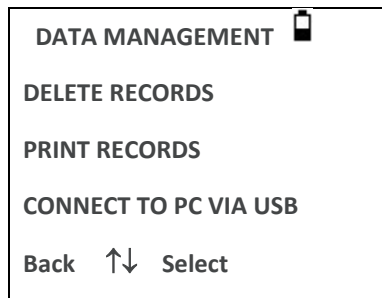 DATA MANAGEMENT
DELETE RECORDS
PRINT RECORDS
CONNECT TO PC VIA USB
Back ↑↓ Select